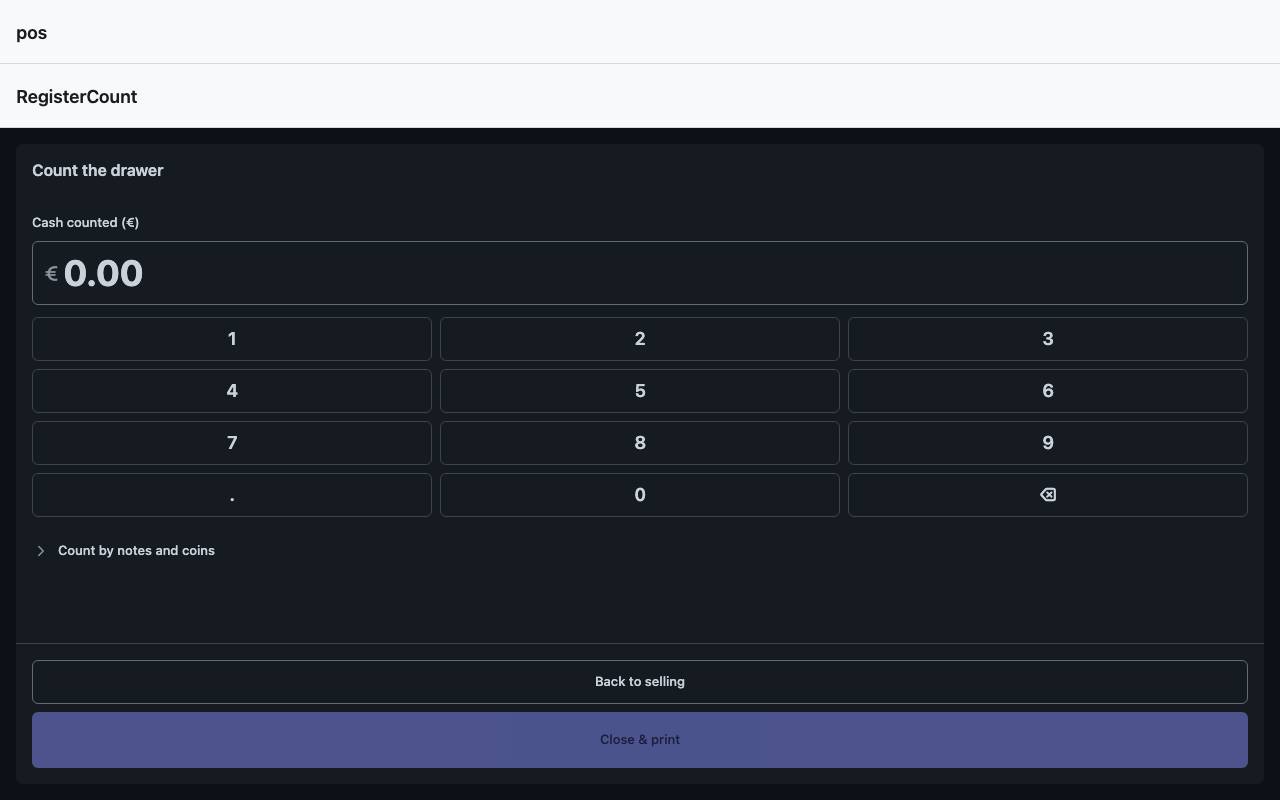 pos
RegisterCount
Count the drawer
Cash counted (€)
€ 0.00
1 2 3
4 5 6
7 8 9
. 0
Count by notes and coins
Back to selling
Close & print